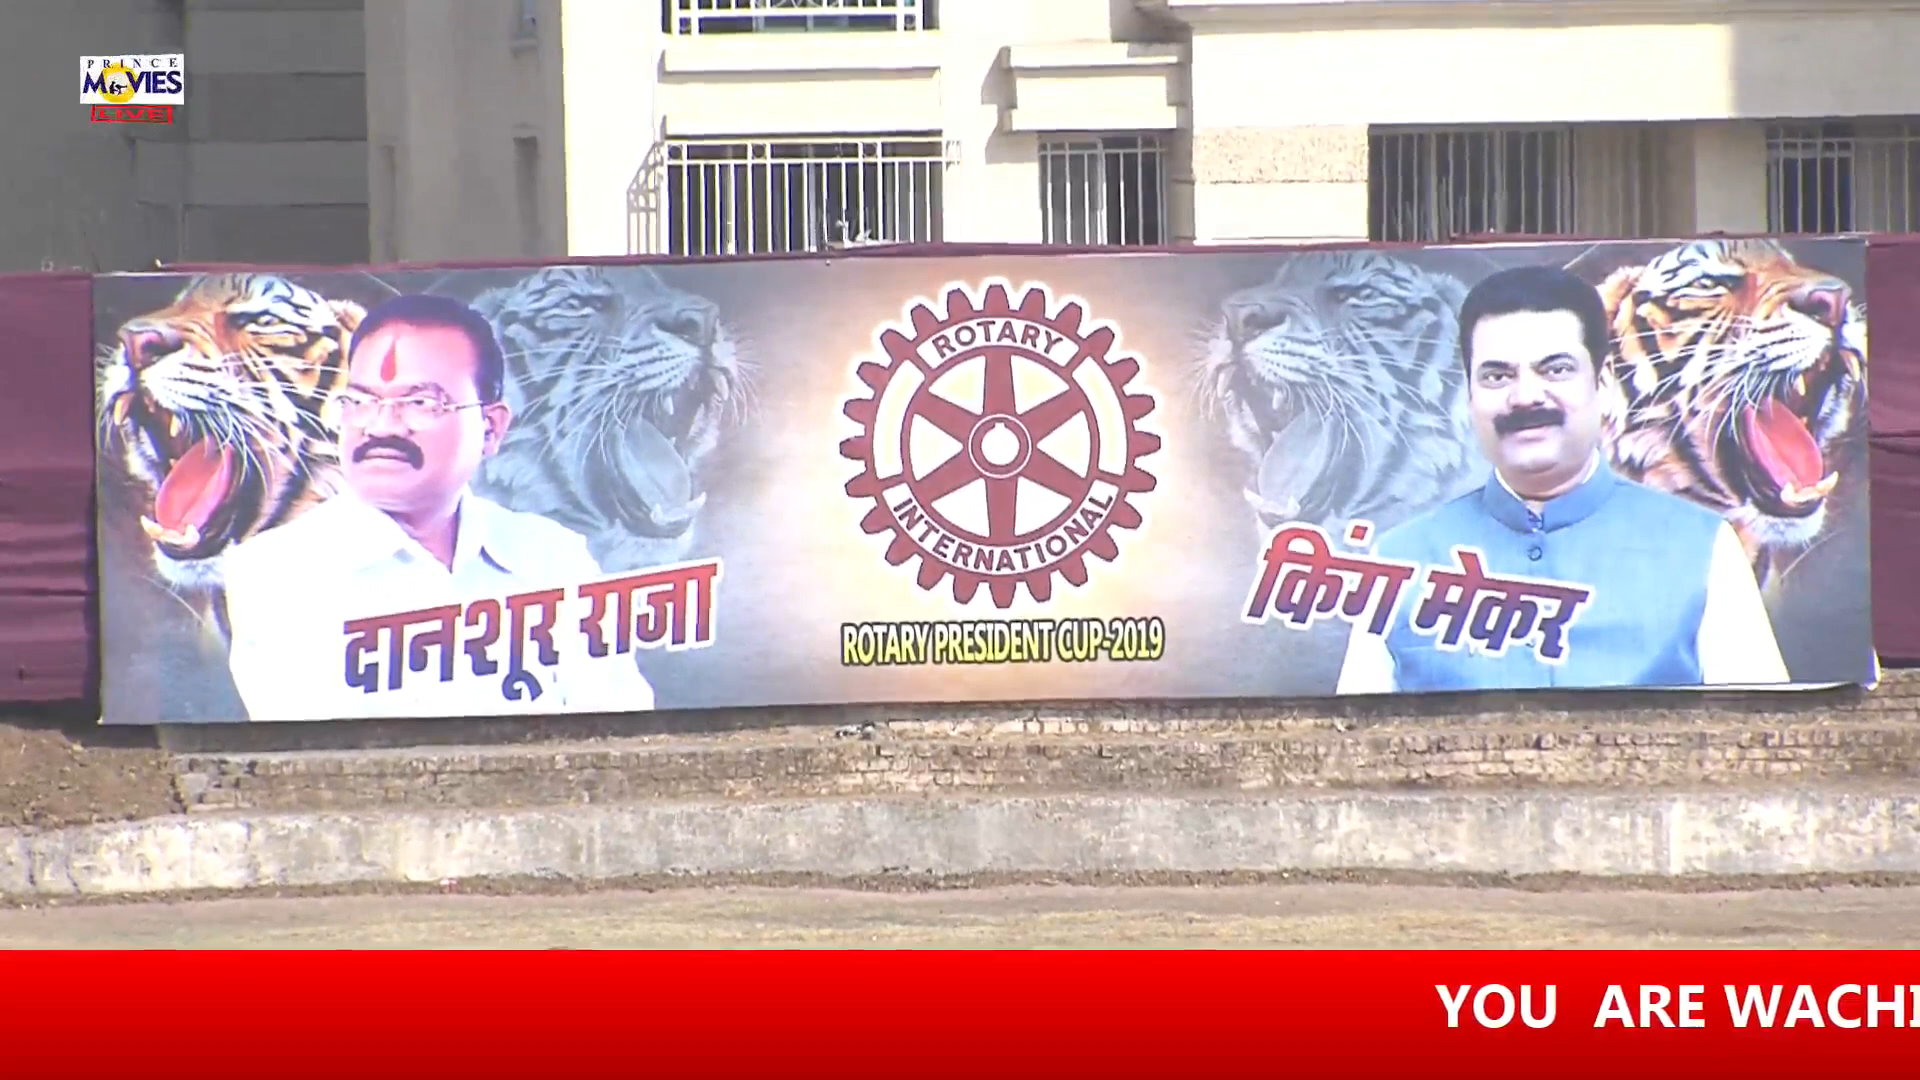 PRINCE
MOVIES
LIVE
ROTARY
INTERNATIONAL
दानशूर राजा
ROTARY PRESIDENT CUP-2019
किंग मेकर
YOU ARE WACHI